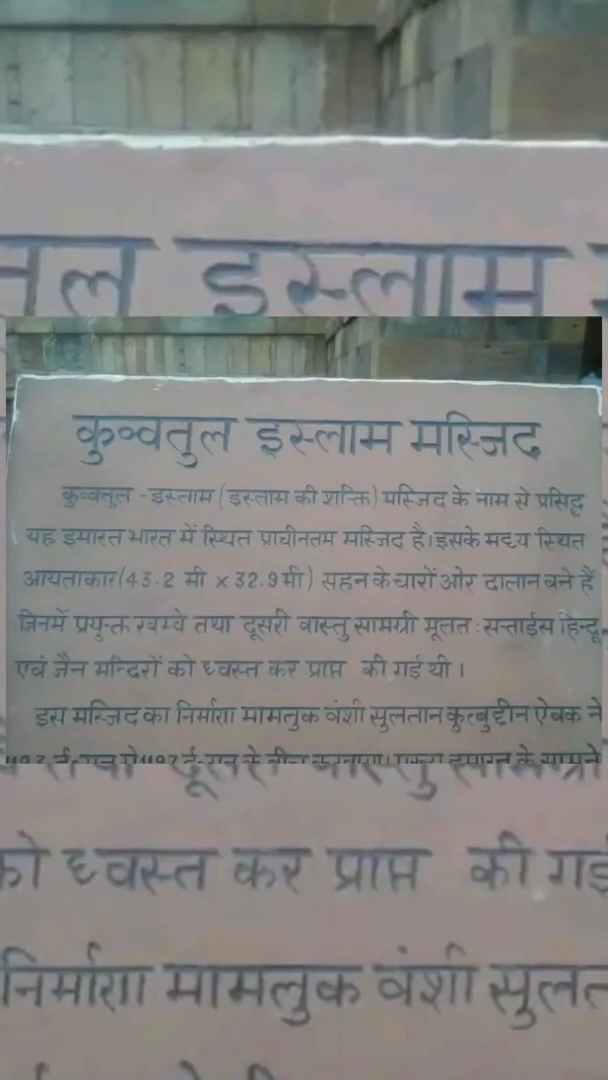 तुल इस्लाम
कुव्वतुल इस्लाम मस्जिद
कुव्वतुल - इस्लाम (इस्लाम की शक्ति) मस्जिद के नाम से प्रसिद्ध
यह इमारत भारत में स्थित प्राचीनतम मस्जिद है। इसके मध्य स्थित
आयताकार (43.2 मी × 32.9 मी) सहन के चारों ओर दालान बने हैं
जिनमें प्रयुक्त खम्बे तथा दूसरी वास्तु सामग्री मूलत: सत्ताईस हिन्दू
एवं जैन मन्दिरों को ध्वस्त कर प्राप्त की गई थी।
इस मस्जिद का निर्माण मामलुक वंशी सुलतान कुत्बुद्दीन ऐबक ने
को ध्वस्त कर प्राप्त की गई
निर्माण मामलुक वंशी सुलत